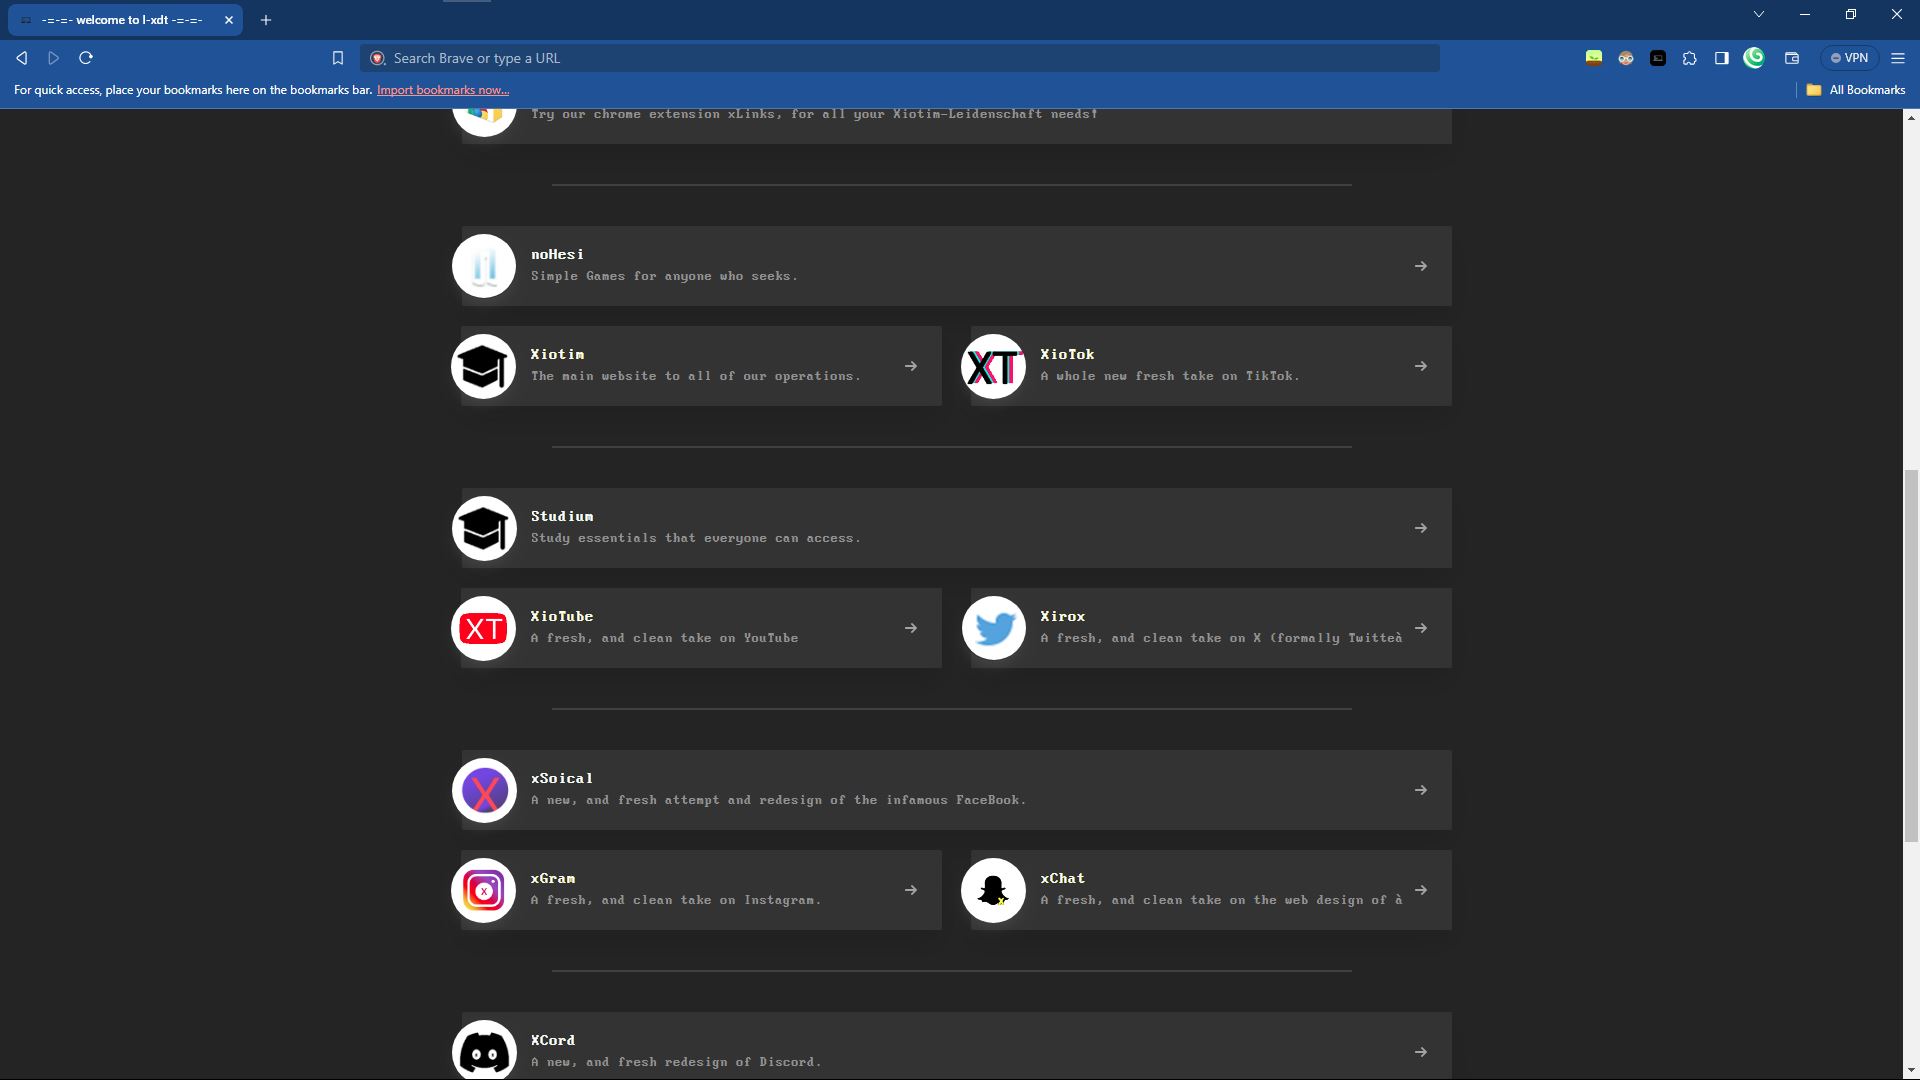 -=-=- welcome to l-xdt -=-=-
Search Brave or type a URL
VPN
For quick access, place your bookmarks here on the bookmarks bar. Import bookmarks now...
All Bookmarks
Try our chrome extension xLinks, for all your Xiotim-Leidenschaft needs!
noHesi
Simple Games for anyone who seeks.
Xiotim
The main website to all of our operations.
XT
XioTok
A whole new fresh take on TikTok.
Studium
Study essentials that everyone can access.
XT
XioTube
A fresh, and clean take on YouTube
Xirox
A fresh, and clean take on X (formally Twitteà
X
xSoical
A new, and fresh attempt and redesign of the infamous FaceBook.
X
xGram
A fresh, and clean take on Instagram.
x
xChat
A fresh, and clean take on the web design of à
XCord
A new, and fresh redesign of Discord.